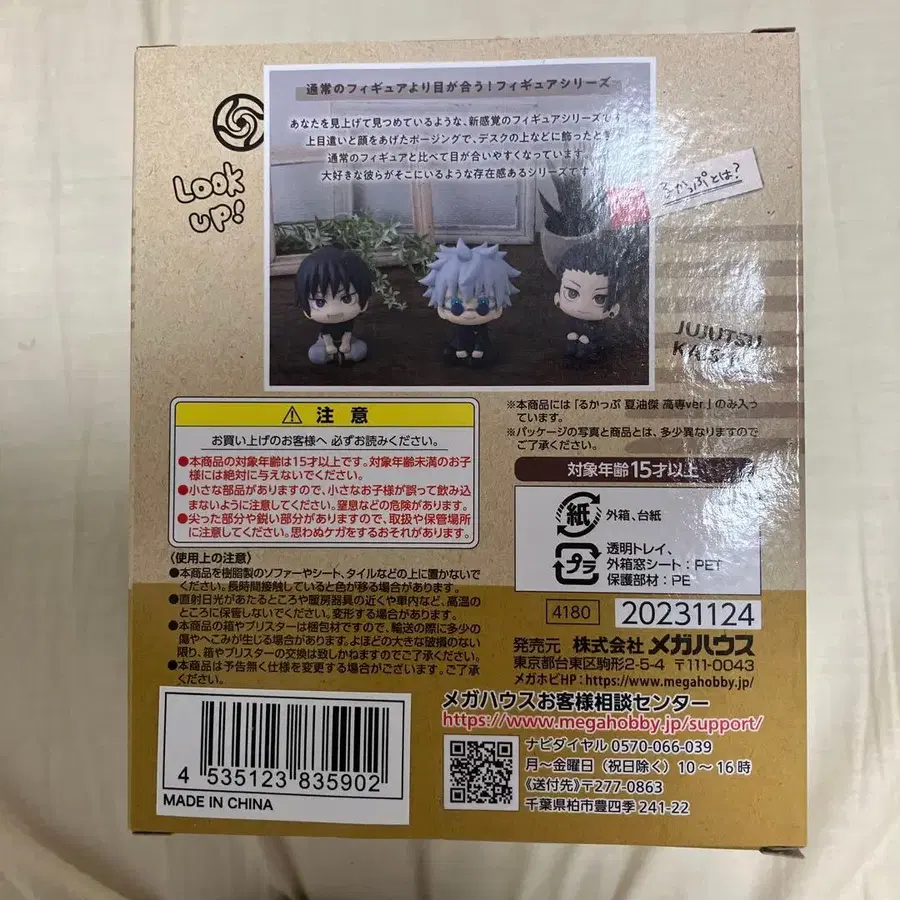 通常のフィギュアより目が合う！フィギュアシリーズ
あなたを見上げて見つめているような、新感覚のフィギュアシリーズです
上目遣いと顔をあげたポージングで、デスクの上などに飾ったとき
通常のフィギュアと比べて目が合いやすくなっています
大好きな彼らがそこにいるような存在感あるシリーズです
Look
UP!
るかっぷとは?
JUJUTSU
⚠ 注意
お買い上げのお客様へ 必ずお読みください。
●本商品の対象年齢は15才以上です。対象年齢未満のお子
様には絶対に与えないでください。
●小さな部品がありますので、小さなお子様が誤って飲み込
まないように注意してください。窒息などの危険があります。
●尖った部分や鋭い部分がありますので、取扱や保管場所
に注意してください。思わぬケガをするおそれがあります。
〈使用上の注意〉
●本商品を樹脂製のソファーやシート、タイルなどの上に置かないで
ください。長時間接触していると色が移る場合があります。
●直射日光があたるところや暖房器具の近くや車内など、高温の
ところに保管しないでください。変形する場合があります。
●本商品の箱やブリスターは梱包材ですので、輸送の際に多少の
傷やへこみが生じる場合があります。よほどの大きな破損のない
限り、箱やブリスターの交換は致しかねますのでご了承ください。
●本商品は予告無く仕様を変更する場合がございます。ご了承
ください。
※本商品には「るかっぷ 夏油傑 高専ver.」のみ入っ
ています。
※パッケージの写真と商品とは、多少異なりますので
ご了承ください。
対象年齢15才以上
紙 外箱、台紙
プラ 透明トレイ、
外箱窓シート：PET
保護部材：PE
4180 20231124
発売元 株式会社 メガハウス
東京都台東区駒形2-5-4 〒111-0043
メガホビHP：https://www.megahobby.jp/
メガハウスお客様相談センター
https://www.megahobby.jp/support/
ナビダイヤル 0570-066-039
月〜金曜日（祝日除く）10〜16時
《送付先》〒277-0863
千葉県柏市豊四季 241-22
4 535123 835902
MADE IN CHINA